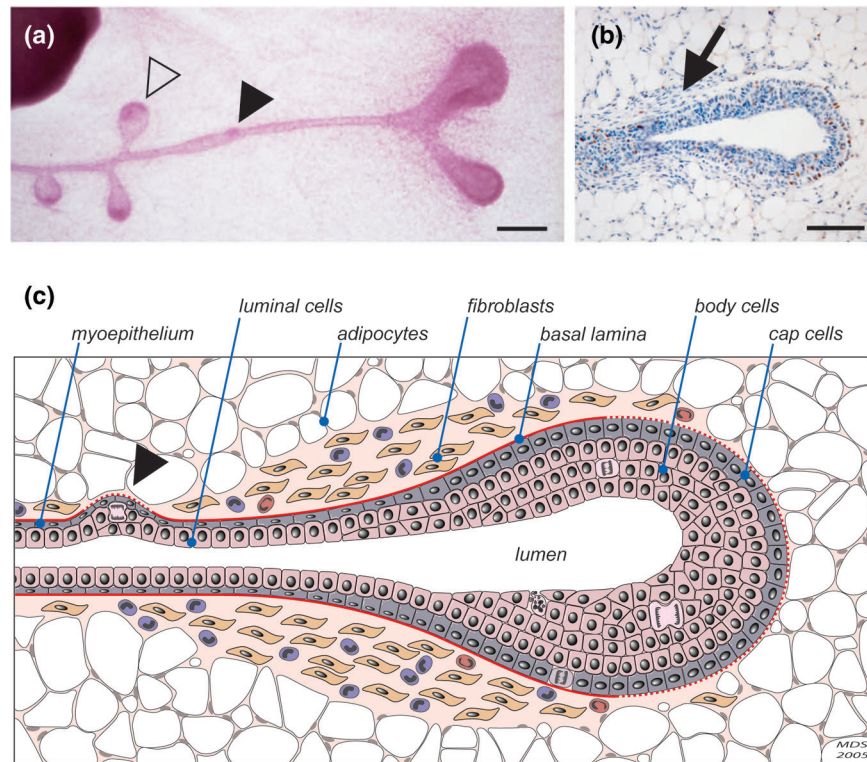 (a)
(b)
(c)
luminal cells
fibroblasts
body cells
myoepithelium
adipocytes
basal lamina
cap cells
lumen
MDS
2005